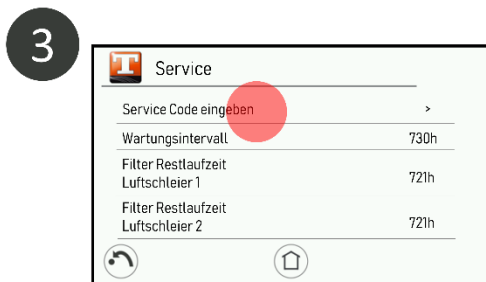 3
T Service
Service Code eingeben >
Wartungsintervall 730h
Filter Restlaufzeit
Luftschleier 1 721h
Filter Restlaufzeit
Luftschleier 2 721h